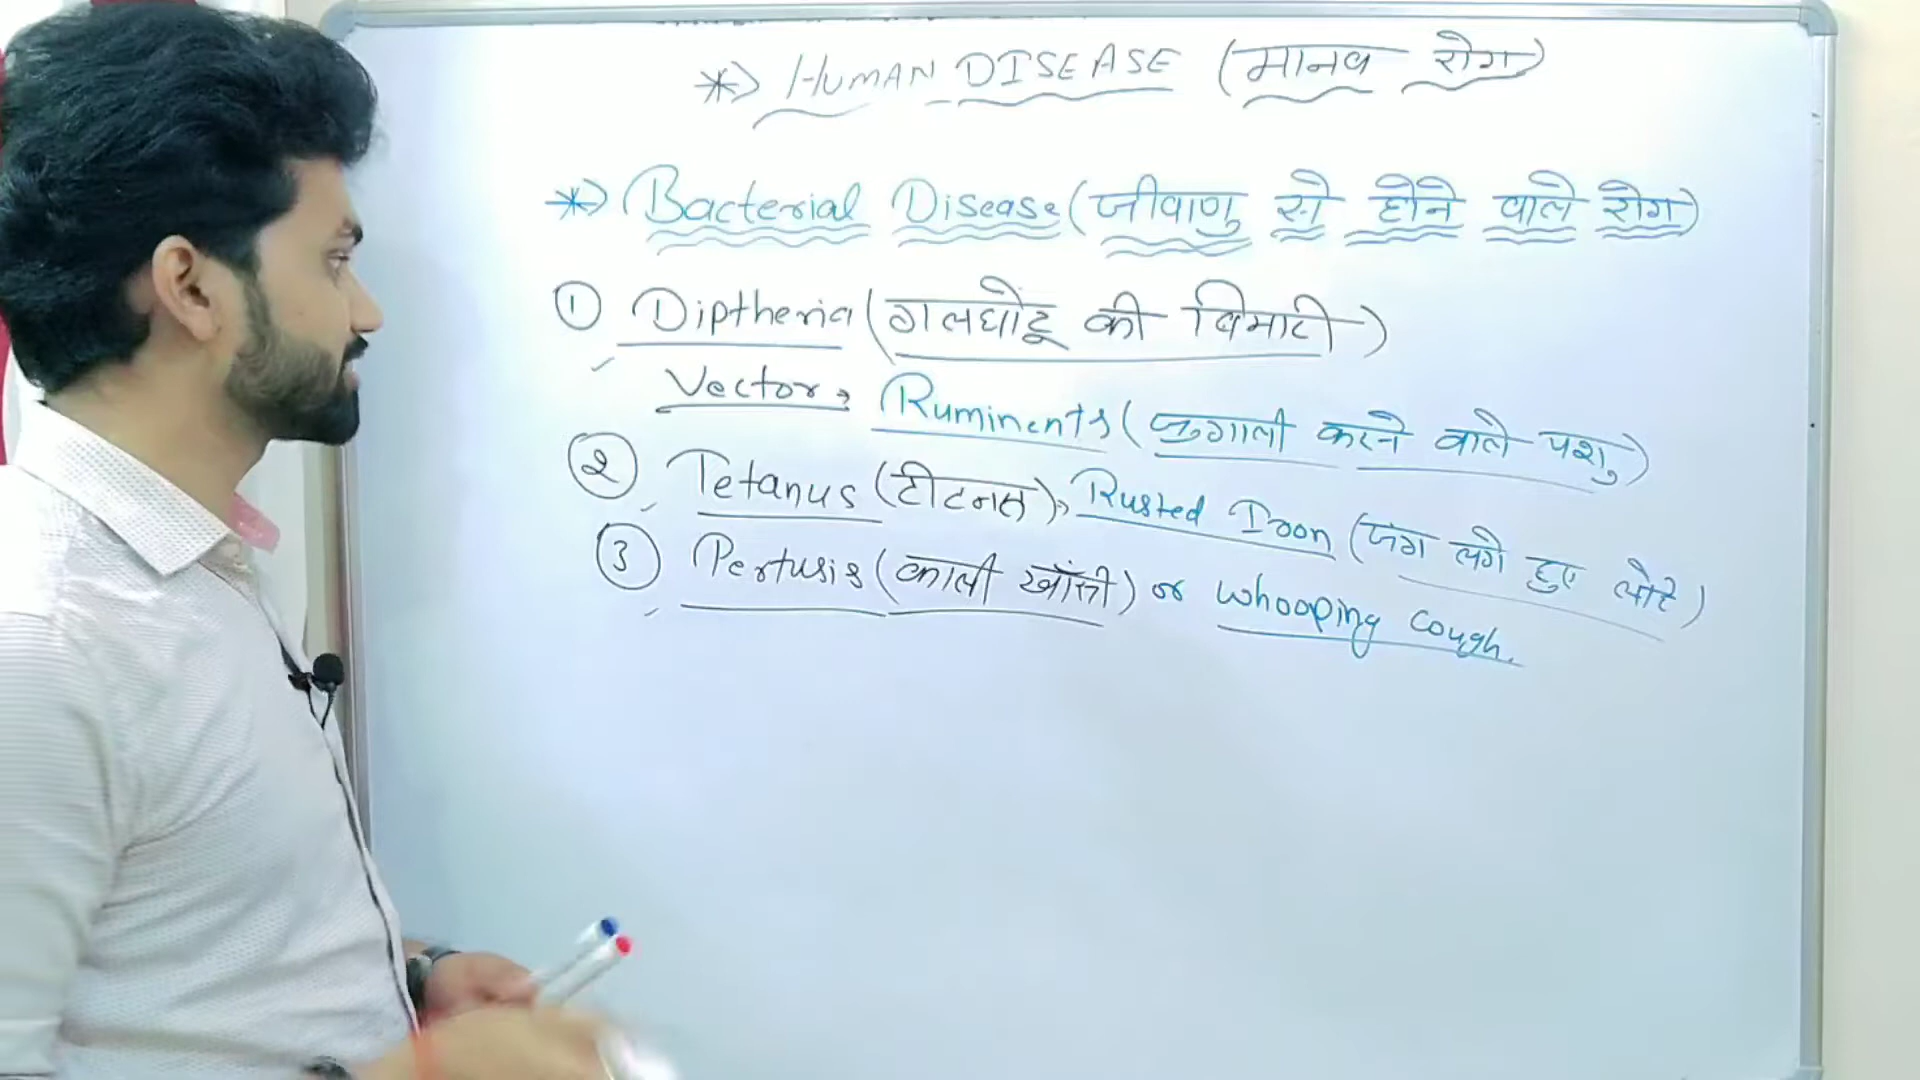 *> HUMAN DISEASE (मानव रोग)
*> Bacterial Disease (जीवाणु से होने वाले रोग)
① Diptheria (गलघोंटू की बिमारी)
Vector → Ruminents (जुगाली करने वाले पशु)
② Tetanus (टीटनस) → Rusted Iron (जंग लगे हुए लोहे)
③ Pertusis (काली खाँसी) or whooping cough.